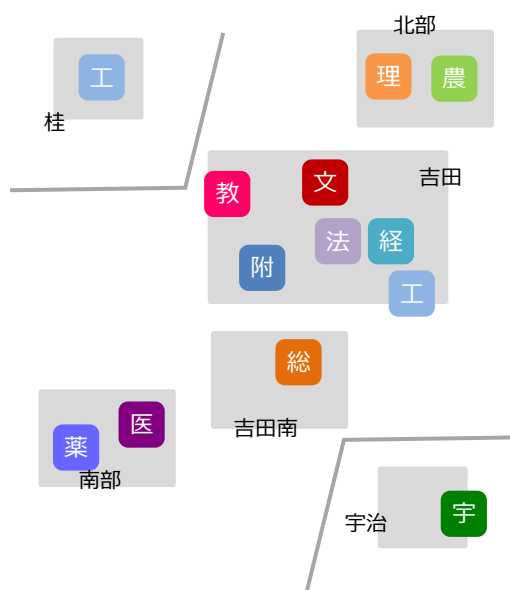 北部
工
理
農
桂
教
文
吉田
法
経
附
工
総
吉田南
医
薬
南部
宇治
宇